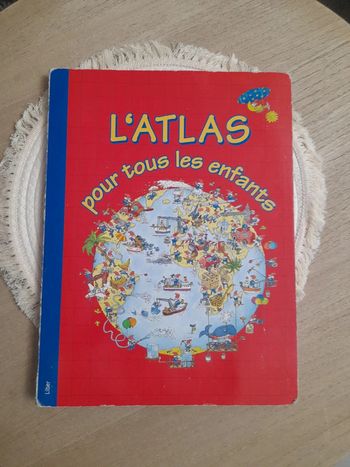 L'ATLAS
pour tous les enfants
Liber